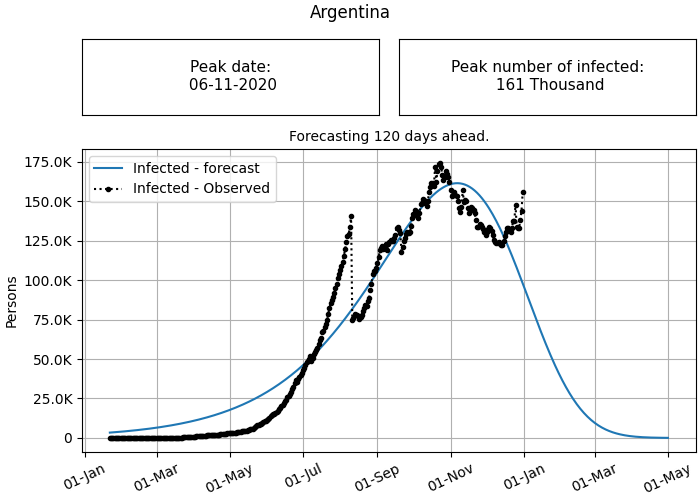 Argentina
Peak date:
06-11-2020
Peak number of infected:
161 Thousand
Forecasting 120 days ahead.
Infected - forecast
Infected - Observed
175.0K
150.0K
125.0K
100.0K
75.0K
50.0K
25.0K
0
Persons
01-Jan
01-Mar
01-May
01-Jul
01-Sep
01-Nov
01-Jan
01-Mar
01-May